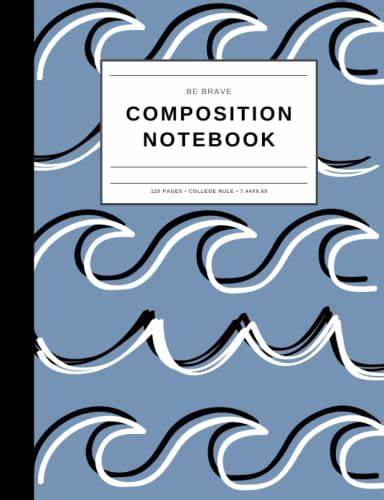 BE BRAVE
COMPOSITION
NOTEBOOK
120 PAGES • COLLEGE RULE • 7.44X9.69